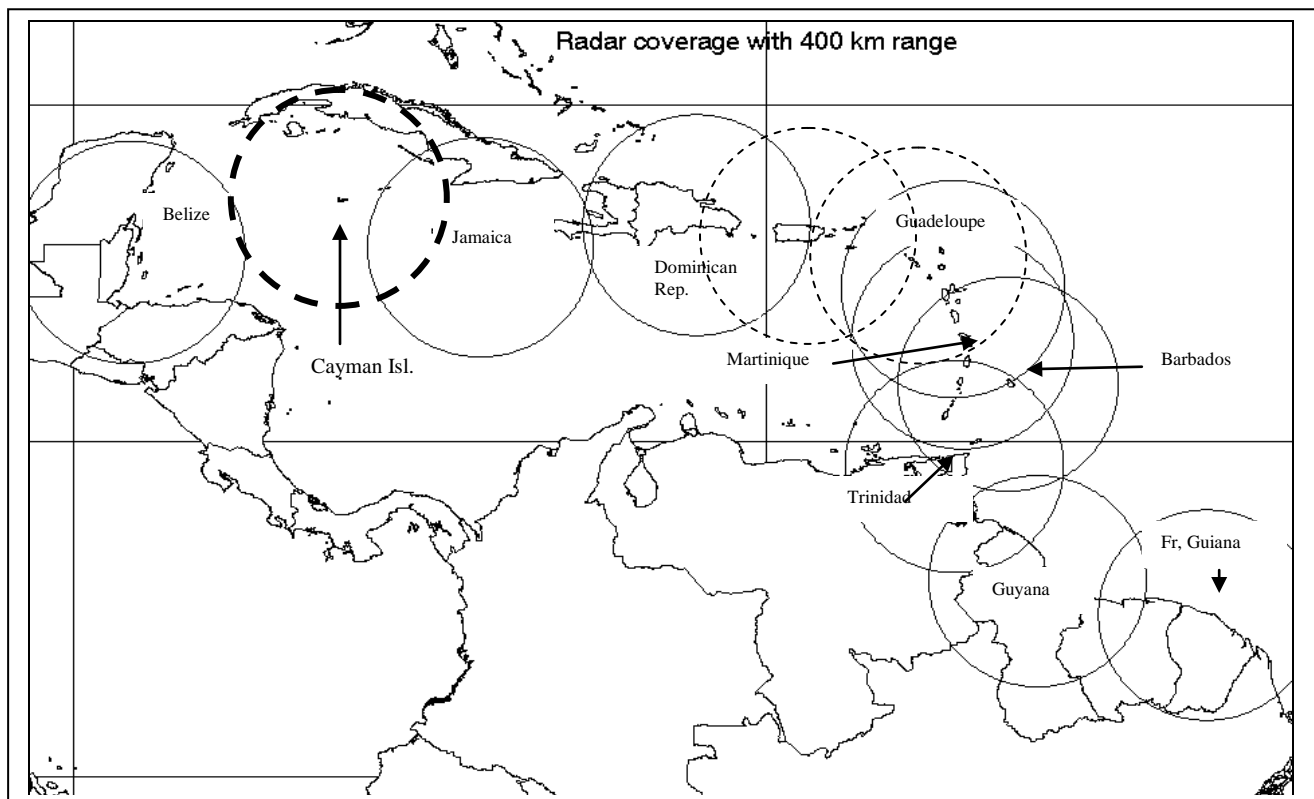 Radar coverage with 400 km range
Belize
Jamaica
Guadeloupe
Dominican
Rep.
Cayman Isl.
Martinique
Barbados
Trinidad
Fr, Guiana
Guyana